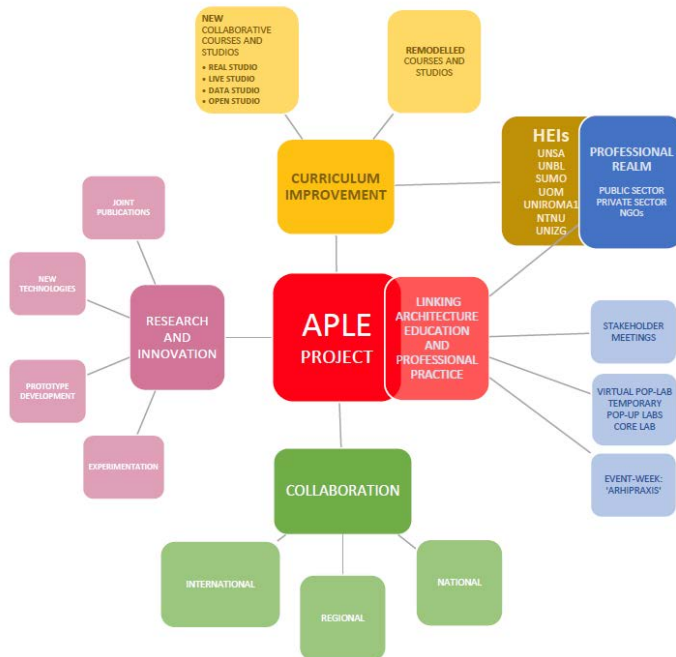 NEW
COLLABORATIVE
COURSES AND
STUDIOS
• REAL STUDIO
• LIVE STUDIO
• DATA STUDIO
• OPEN STUDIO
REMODELLED
COURSES AND
STUDIOS
CURRICULUM
IMPROVEMENT
HEIs
UNSA
UNBL
SUMO
UOM
UNIROMA1
NTNU
UNIZG
PROFESSIONAL
REALM
PUBLIC SECTOR
PRIVATE SECTOR
NGOs
JOINT
PUBLICATIONS
NEW
TECHNOLOGIES
RESEARCH
AND
INNOVATION
PROTOTYPE
DEVELOPMENT
EXPERIMENTATION
APLE
PROJECT
LINKING
ARCHITECTURE
EDUCATION
AND
PROFESSIONAL
PRACTICE
STAKEHOLDER
MEETINGS
VIRTUAL POP-LAB
TEMPORARY
POP-UP LABS
CORE LAB
EVENT-WEEK:
'ARHIPRAXIS'
COLLABORATION
INTERNATIONAL
REGIONAL
NATIONAL